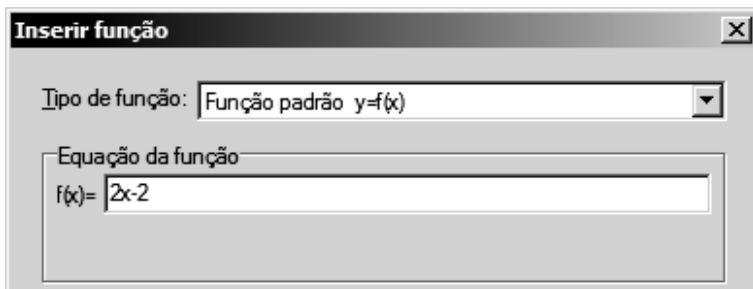 Inserir função
Tipo de função: Função padrão y=f(x)
Equação da função
f(x)= 2x-2